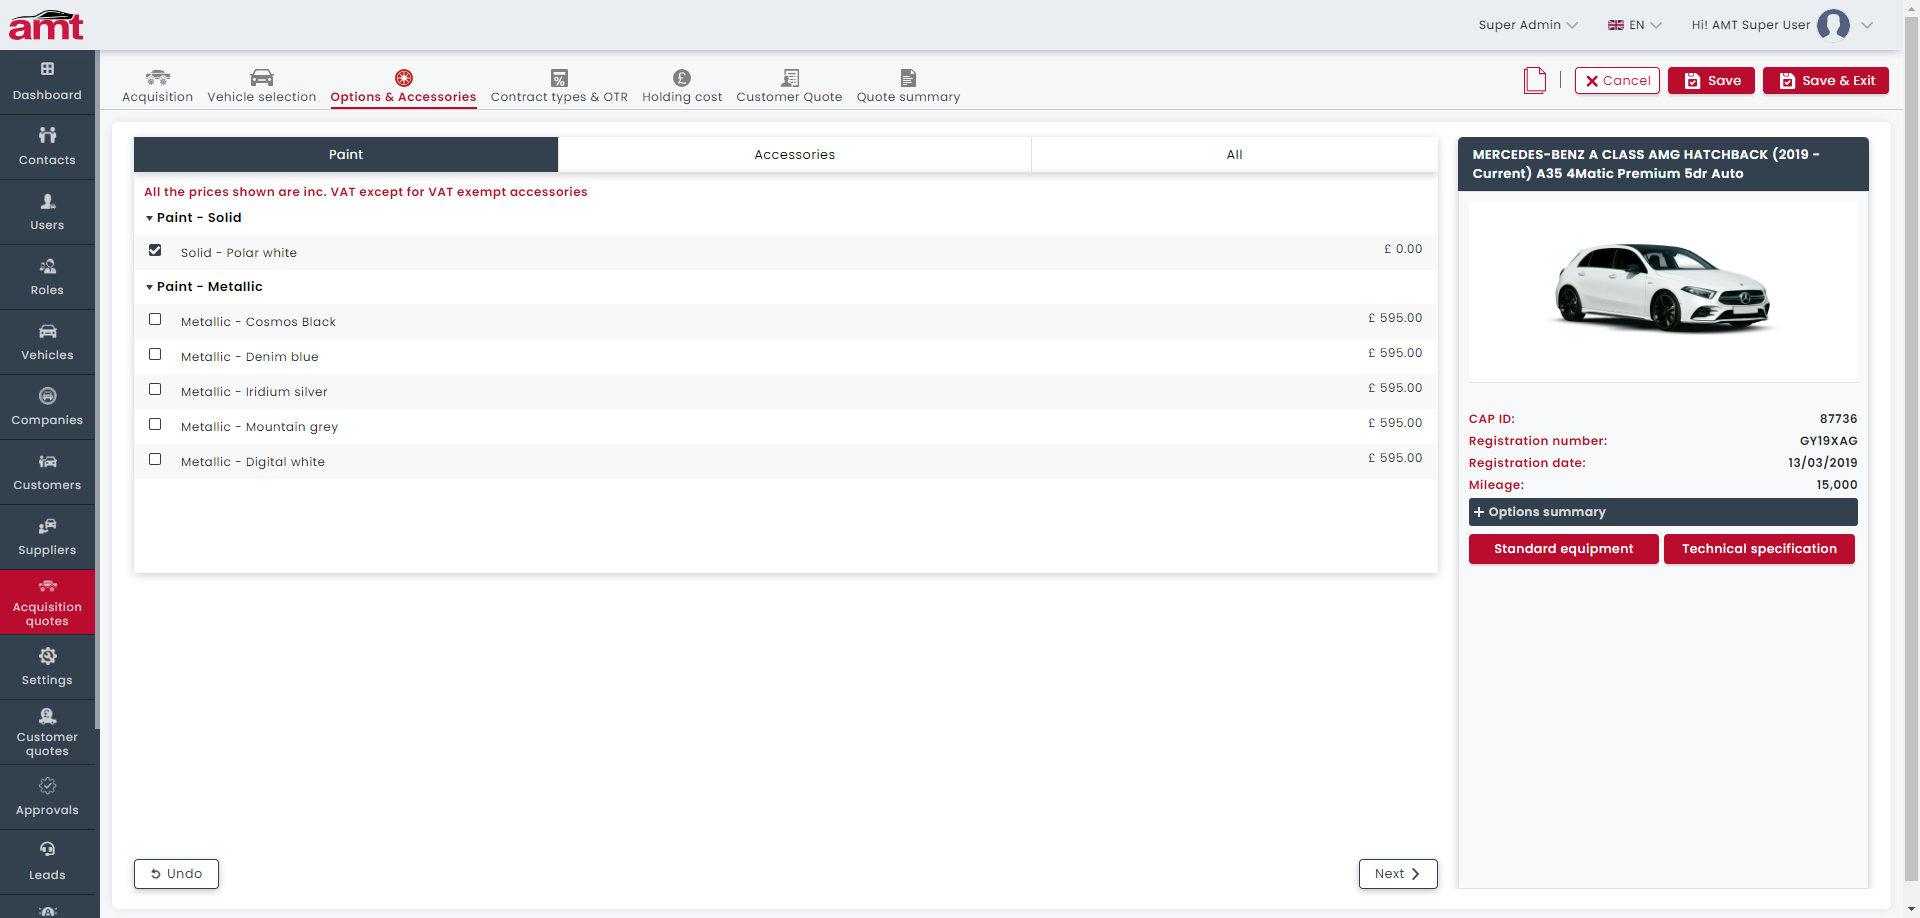 amt
Super Admin
EN
Hi! AMT Super User
Dashboard
Contacts
Users
Roles
Vehicles
Companies
Customers
Suppliers
Acquisition
quotes
Settings
Customer
quotes
Approvals
Leads
Acquisition
Vehicle selection
Options & Accessories
Contract types & OTR
Holding cost
Customer Quote
Quote summary
Cancel
Save
Save & Exit
Paint
Accessories
All
All the prices shown are inc. VAT except for VAT exempt accessories
Paint - Solid
Solid - Polar white £ 0.00
Paint - Metallic
Metallic - Cosmos Black £ 595.00
Metallic - Denim blue £ 595.00
Metallic - Iridium silver £ 595.00
Metallic - Mountain grey £ 595.00
Metallic - Digital white £ 595.00
Undo
Next
MERCEDES-BENZ A CLASS AMG HATCHBACK (2019 -
Current) A35 4Matic Premium 5dr Auto
CAP ID: 87736
Registration number: GY19XAG
Registration date: 13/03/2019
Mileage: 15,000
+ Options summary
Standard equipment
Technical specification